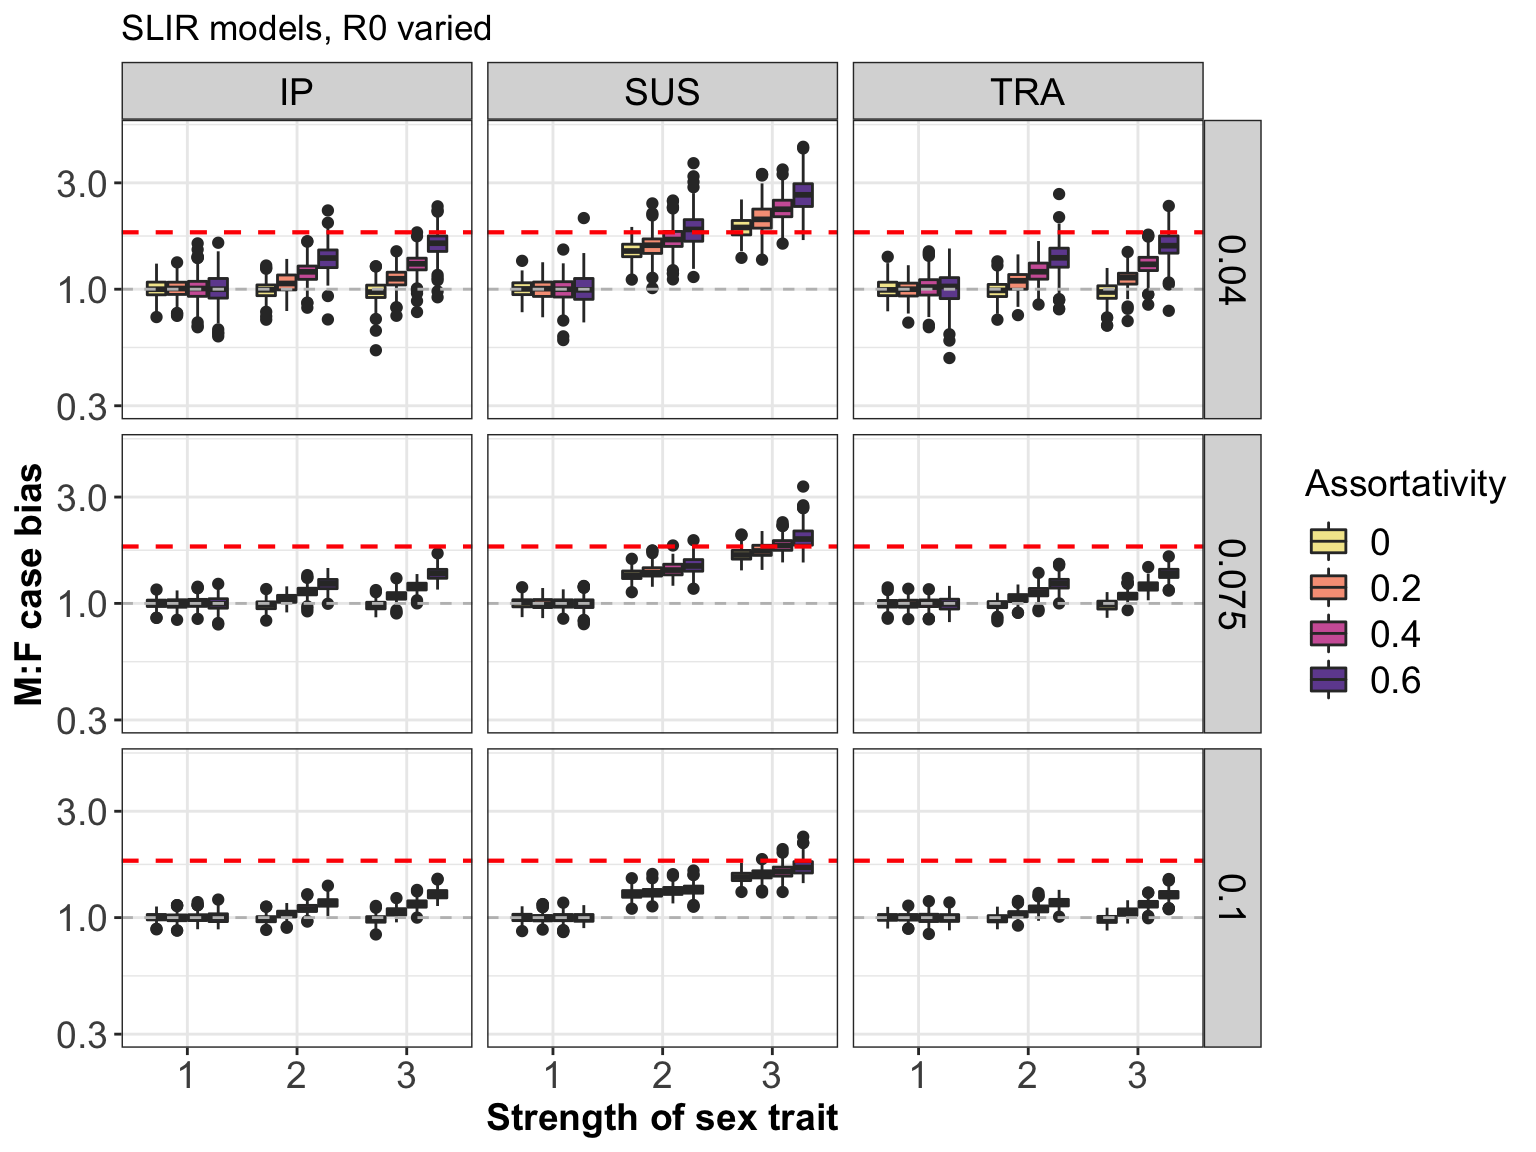 SLIR models, R0 varied
IP SUS TRA
3.0
1.0
0.3
0.04
3.0
1.0
0.3
0.075
3.0
1.0
0.3
0.1
M:F case bias
1 2 3 1 2 3 1 2 3
Strength of sex trait
Assortativity
0
0.2
0.4
0.6